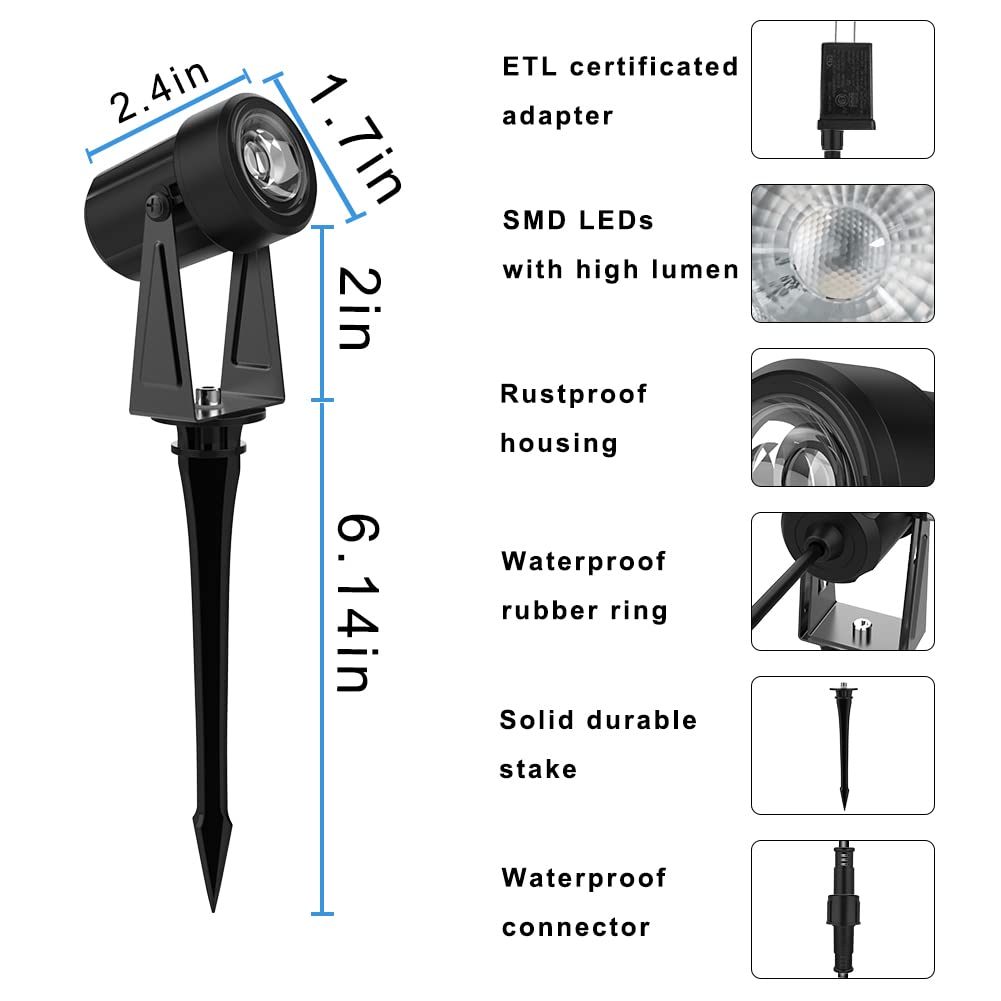 2.4in
1.7in
2in
6.14in
ETL certificated
adapter
SMD LEDs
with high lumen
Rustproof
housing
Waterproof
rubber ring
Solid durable
stake
Waterproof
connector